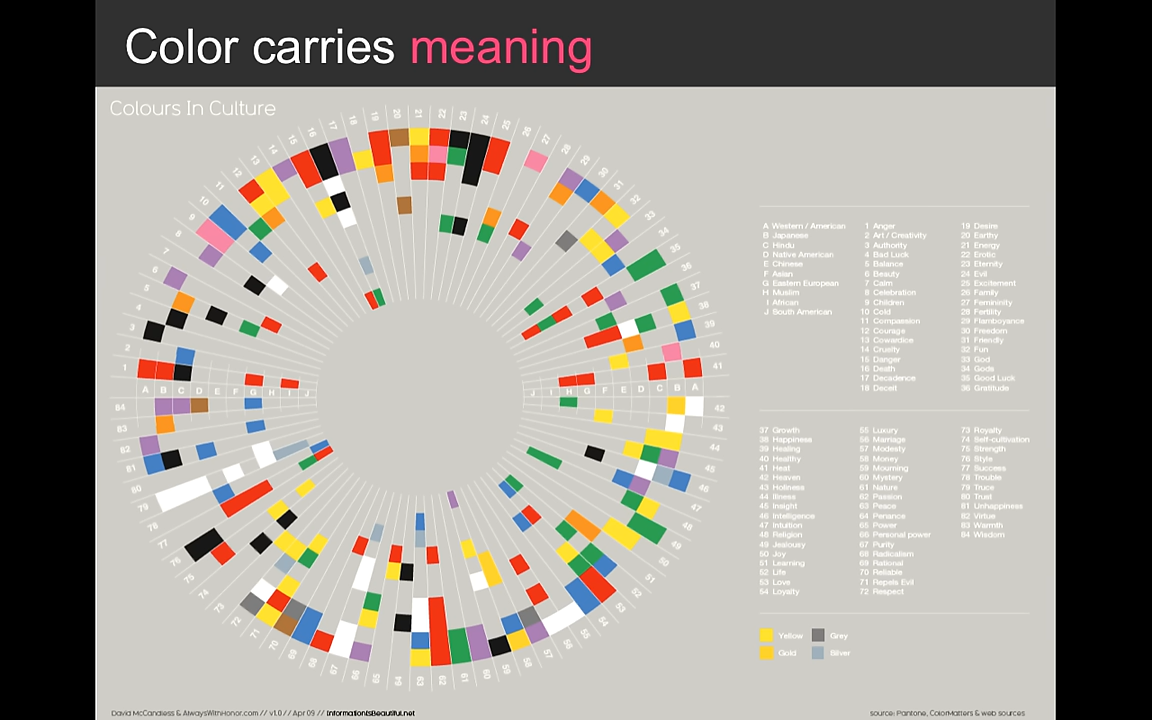 Color carries meaning
Colours In Culture
A B C D E F G H I J
J I H G F E D C B A
A Western / American
B Japanese
C Hindu
D Native American
E Chinese
F Asian
G Eastern European
H Muslim
I African
J South American
1 Anger
2 Art / Creativity
3 Authority
4 Bad Luck
5 Balance
6 Beauty
7 Calm
8 Celebration
9 Children
10 Cold
11 Compassion
12 Courage
13 Cowardice
14 Cruelty
15 Danger
16 Death
17 Decadence
18 Deceit
19 Desire
20 Earthy
21 Energy
22 Erotic
23 Eternity
24 Evil
25 Excitement
26 Family
27 Femininity
28 Fertility
29 Flamboyance
30 Freedom
31 Friendly
32 Fun
33 God
34 Gods
35 Good Luck
36 Gratitude
37 Growth
38 Happiness
39 Healing
40 Healthy
41 Heat
42 Heaven
43 Holiness
44 Illness
45 Insight
46 Intelligence
47 Intuition
48 Religion
49 Jealousy
50 Joy
51 Learning
52 Life
53 Love
54 Loyalty
55 Luxury
56 Marriage
57 Modesty
58 Money
59 Mourning
60 Mystery
61 Nature
62 Passion
63 Peace
64 Penance
65 Power
66 Personal power
67 Purity
68 Radicalism
69 Rational
70 Reliable
71 Repels Evil
72 Respect
73 Royalty
74 Self-cultivation
75 Strength
76 Style
77 Success
78 Trouble
79 Truce
80 Trust
81 Unhappiness
82 Virtue
83 Warmth
84 Wisdom
Yellow
Grey
Gold
Silver
David McCandless & AlwaysWithHonor.com // v1.0 // Apr 09 // InformationIsBeautiful.net
source: Pantone, ColorMatters & web sources